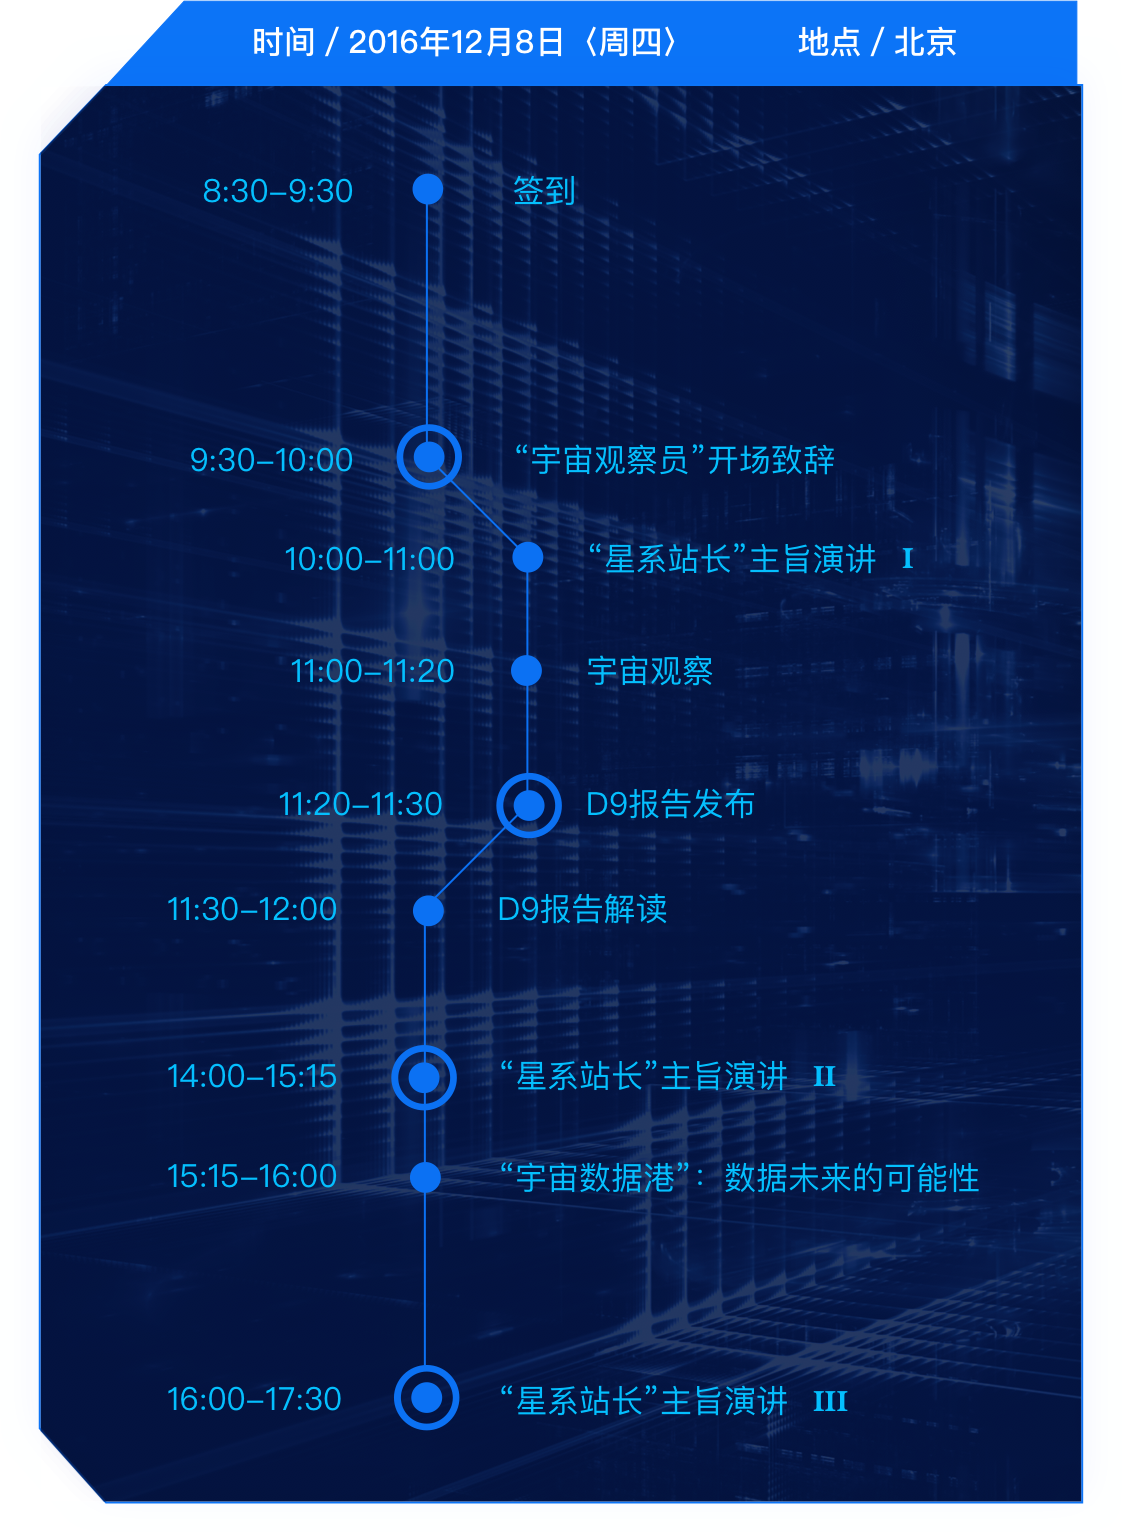 时间 / 2016年12月8日〈周四〉 地点 / 北京
8:30–9:30 签到
9:30–10:00 “宇宙观察员”开场致辞
10:00–11:00 “星系站长”主旨演讲 I
11:00–11:20 宇宙观察
11:20–11:30 D9报告发布
11:30–12:00 D9报告解读
14:00–15:15 “星系站长”主旨演讲 II
15:15–16:00 “宇宙数据港”：数据未来的可能性
16:00–17:30 “星系站长”主旨演讲 III